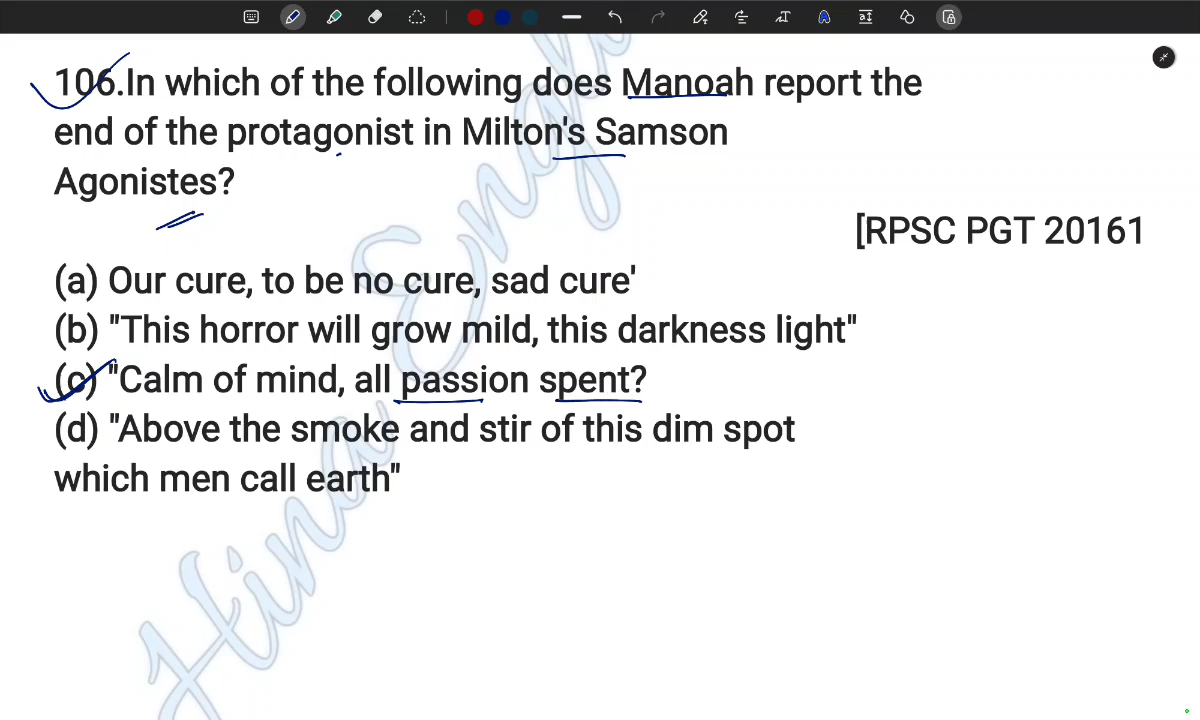 106.In which of the following does Manoah report the
end of the protagonist in Milton's Samson
Agonistes?
[RPSC PGT 20161
(a) Our cure, to be no cure, sad cure'
(b) "This horror will grow mild, this darkness light"
(c) "Calm of mind, all passion spent?
(d) "Above the smoke and stir of this dim spot
which men call earth"
Hina English